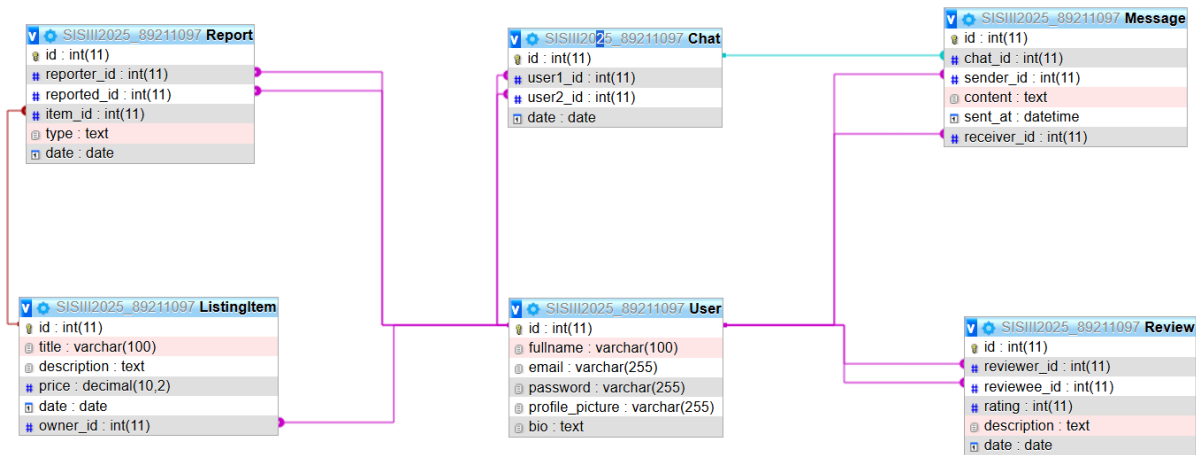 SISIII2025_89211097 Report
id : int(11)
reporter_id : int(11)
reported_id : int(11)
item_id : int(11)
type : text
date : date
SISIII2025_89211097 Chat
id : int(11)
user1_id : int(11)
user2_id : int(11)
date : date
SISIII2025_89211097 Message
id : int(11)
chat_id : int(11)
sender_id : int(11)
content : text
sent_at : datetime
receiver_id : int(11)
SISIII2025_89211097 ListingItem
id : int(11)
title : varchar(100)
description : text
price : decimal(10,2)
date : date
owner_id : int(11)
SISIII2025_89211097 User
id : int(11)
fullname : varchar(100)
email : varchar(255)
password : varchar(255)
profile_picture : varchar(255)
bio : text
SISIII2025_89211097 Review
id : int(11)
reviewer_id : int(11)
reviewee_id : int(11)
rating : int(11)
description : text
date : date